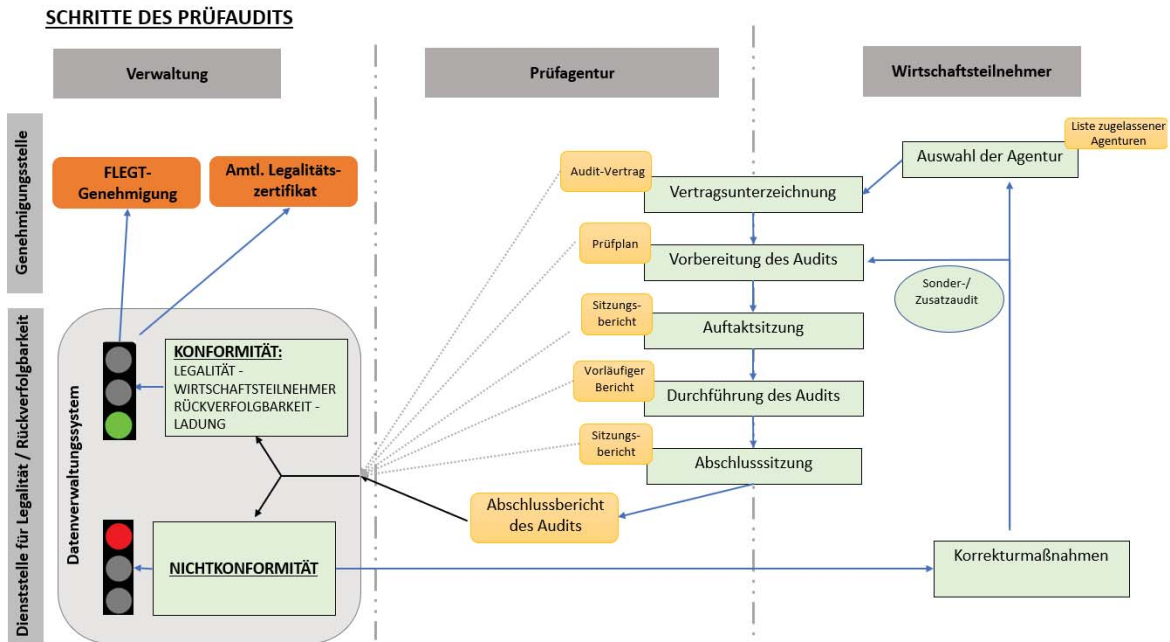 SCHRITTE DES PRÜFAUDITS
Verwaltung
Prüfagentur
Wirtschaftsteilnehmer
Genehmigungsstelle
FLEGT-
Genehmigung
Amtl. Legalitäts-
zertifikat
Audit-Vertrag
Vertragsunterzeichnung
Liste zugelassener
Agenturen
Auswahl der Agentur
Prüfplan
Vorbereitung des Audits
Sonder-/
Zusatzaudit
Sitzungs-
bericht
Auftaktsitzung
Vorläufiger
Bericht
Durchführung des Audits
Sitzungs-
bericht
Abschlusssitzung
Abschlussbericht
des Audits
Dienststelle für Legalität / Rückverfolgbarkeit
Datenverwaltungssystem
KONFORMITÄT:
LEGALITÄT -
WIRTSCHAFTSTEILNEHMER
RÜCKVERFOLGBARKEIT -
LADUNG
NICHTKONFORMITÄT
Korrekturmaßnahmen